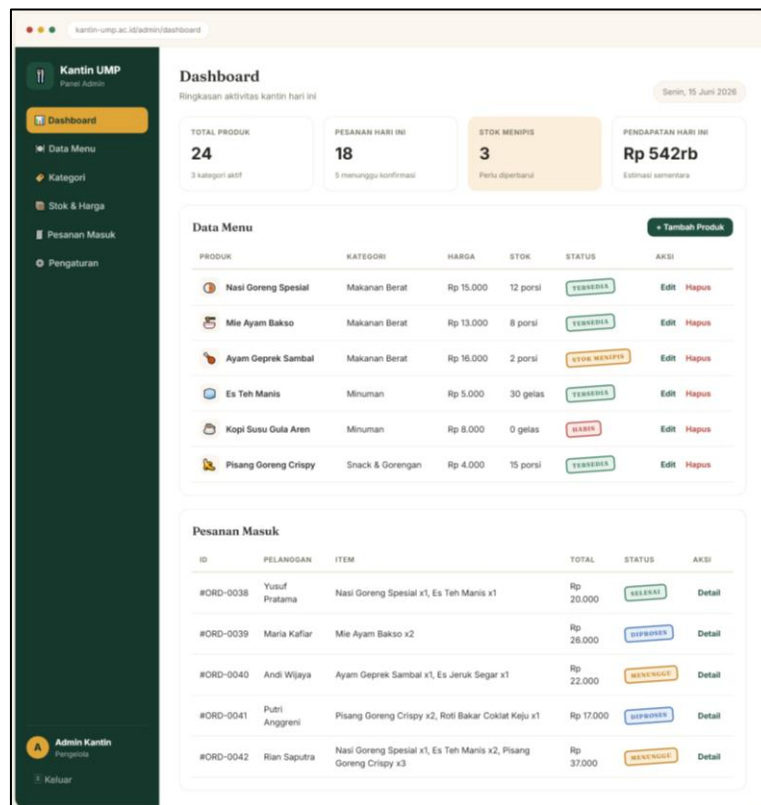 kantin-ump.ac.id/admin/dashboard
Kantin UMP
Panel Admin
Dashboard
Data Menu
Kategori
Stok & Harga
Pesanan Masuk
Pengaturan
A
Admin Kantin
Pengelola
Keluar
Dashboard
Ringkasan aktivitas kantin hari ini
Senin, 15 Juni 2026
TOTAL PRODUK
24
3 kategori aktif
PESANAN HARI INI
18
5 menunggu konfirmasi
STOK MENIPIS
3
Perlu diperbarui
PENDAPATAN HARI INI
Rp 542rb
Estimasi sementara
Data Menu
+ Tambah Produk
PRODUK KATEGORI HARGA STOK STATUS AKSI
Nasi Goreng Spesial Makanan Berat Rp 15.000 12 porsi TERSEDIA Edit Hapus
Mie Ayam Bakso Makanan Berat Rp 13.000 8 porsi TERSEDIA Edit Hapus
Ayam Geprek Sambal Makanan Berat Rp 16.000 2 porsi STOK MENIPIS Edit Hapus
Es Teh Manis Minuman Rp 5.000 30 gelas TERSEDIA Edit Hapus
Kopi Susu Gula Aren Minuman Rp 8.000 0 gelas HABIS Edit Hapus
Pisang Goreng Crispy Snack & Gorengan Rp 4.000 15 porsi TERSEDIA Edit Hapus
Pesanan Masuk
ID PELANGGAN ITEM TOTAL STATUS AKSI
#ORD-0038 Yusuf Pratama Nasi Goreng Spesial x1, Es Teh Manis x1 Rp 20.000 SELESAI Detail
#ORD-0039 Maria Kafiar Mie Ayam Bakso x2 Rp 26.000 DIPROSES Detail
#ORD-0040 Andi Wijaya Ayam Geprek Sambal x1, Es Jeruk Segar x1 Rp 22.000 MENUNGGU Detail
#ORD-0041 Putri Anggreni Pisang Goreng Crispy x2, Roti Bakar Coklat Keju x1 Rp 17.000 DIPROSES Detail
#ORD-0042 Rian Saputra Nasi Goreng Spesial x1, Es Teh Manis x2, Pisang Goreng Crispy x3 Rp 37.000 MENUNGGU Detail